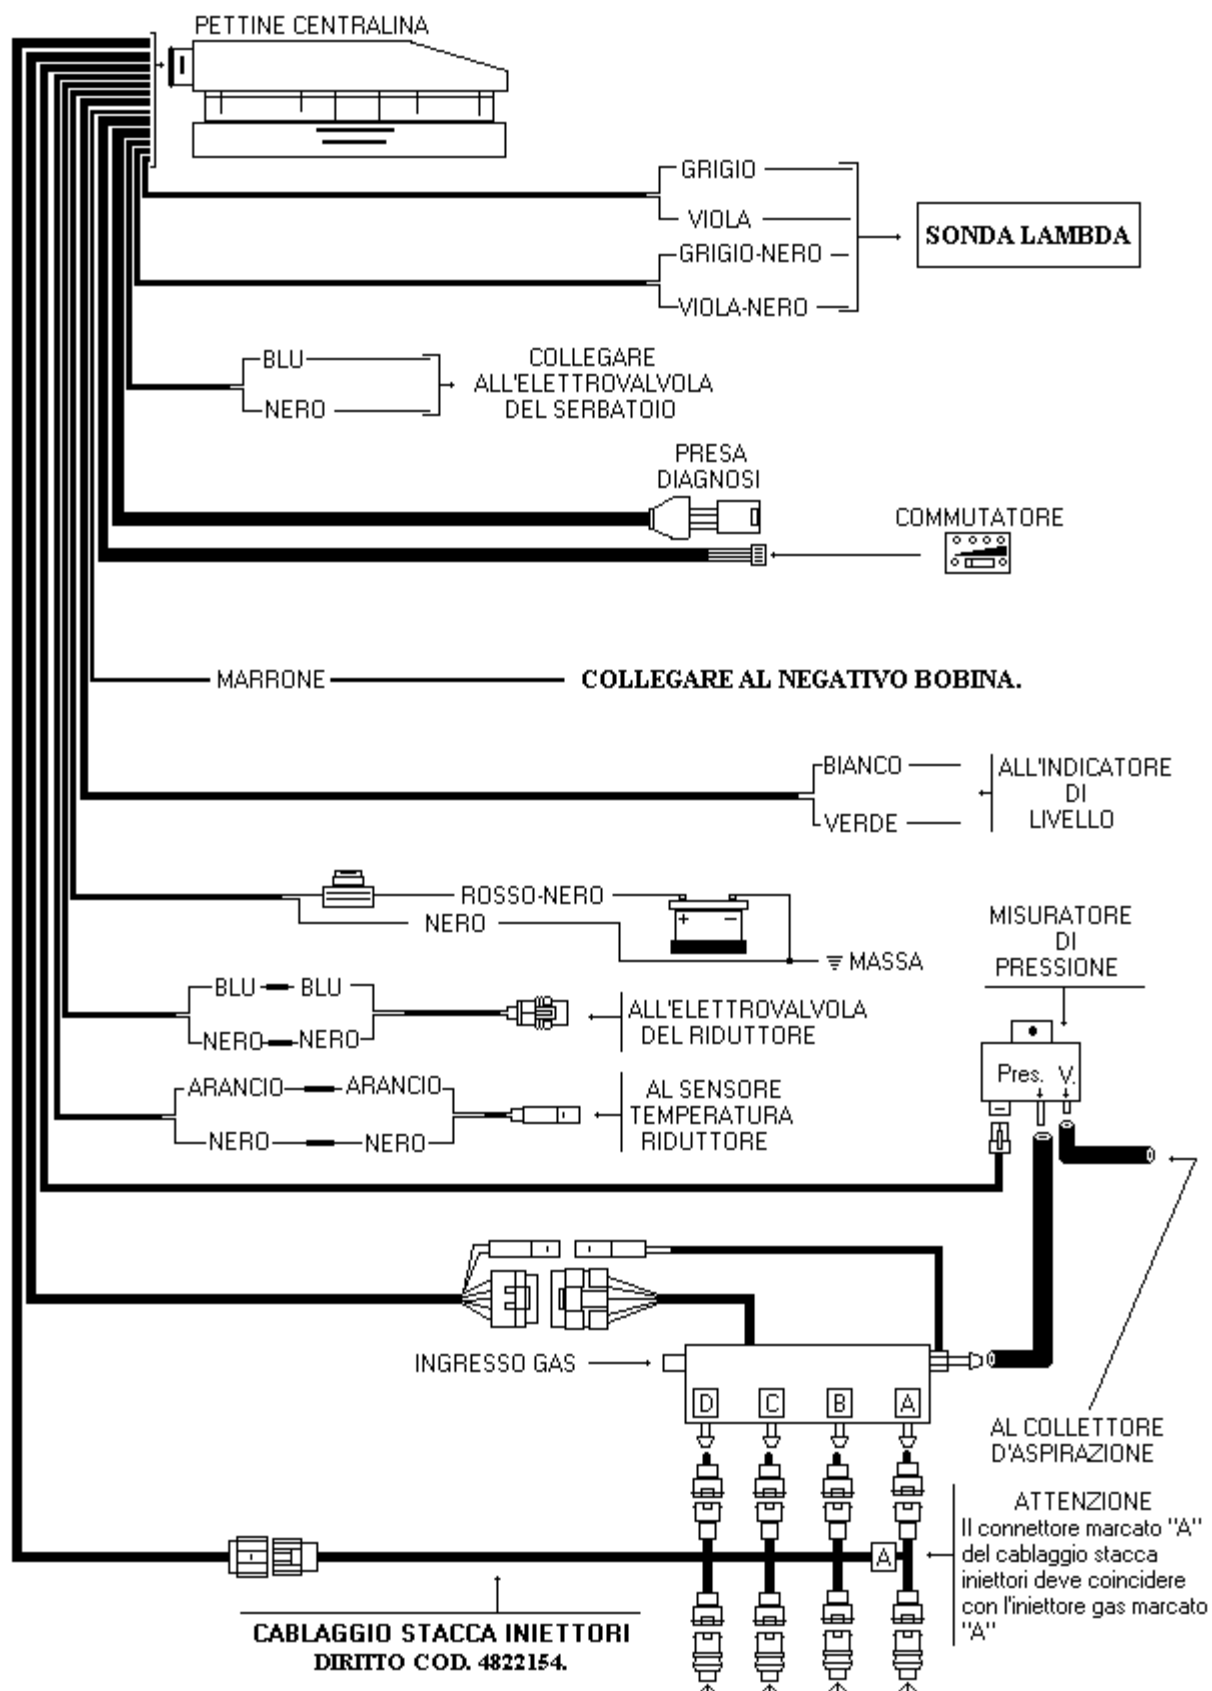 PETTINE CENTRALINA
GRIGIO
VIOLA
GRIGIO-NERO
VIOLA-NERO
SONDA LAMBDA
BLU
NERO
COLLEGARE
ALL'ELETTROVALVOLA
DEL SERBATOIO
PRESA
DIAGNOSI
COMMUTATORE
MARRONE
COLLEGARE AL NEGATIVO BOBINA.
BIANCO
VERDE
ALL'INDICATORE
DI
LIVELLO
ROSSO-NERO
NERO
+ -
MASSA
MISURATORE
DI
PRESSIONE
BLU BLU
NERO NERO
ALL'ELETTROVALVOLA
DEL RIDUTTORE
Pres. V.
ARANCIO ARANCIO
NERO NERO
AL SENSORE
TEMPERATURA
RIDUTTORE
INGRESSO GAS
D C B A
AL COLLETTORE
D'ASPIRAZIONE
A
ATTENZIONE
Il connettore marcato "A"
del cablaggio stacca
iniettori deve coincidere
con l'iniettore gas marcato
"A"
CABLAGGIO STACCA INIETTORI
DIRITTO COD. 4822154.